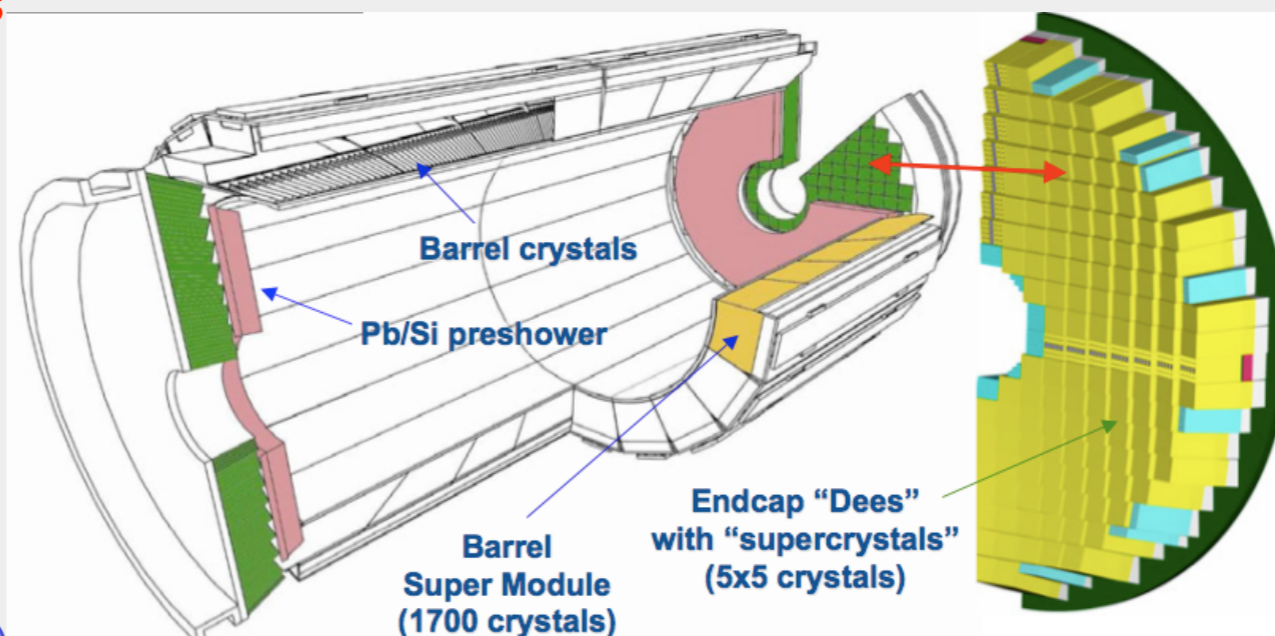 Barrel crystals
Pb/Si preshower
Barrel
Super Module
(1700 crystals)
Endcap “Dees”
with “supercrystals”
(5x5 crystals)